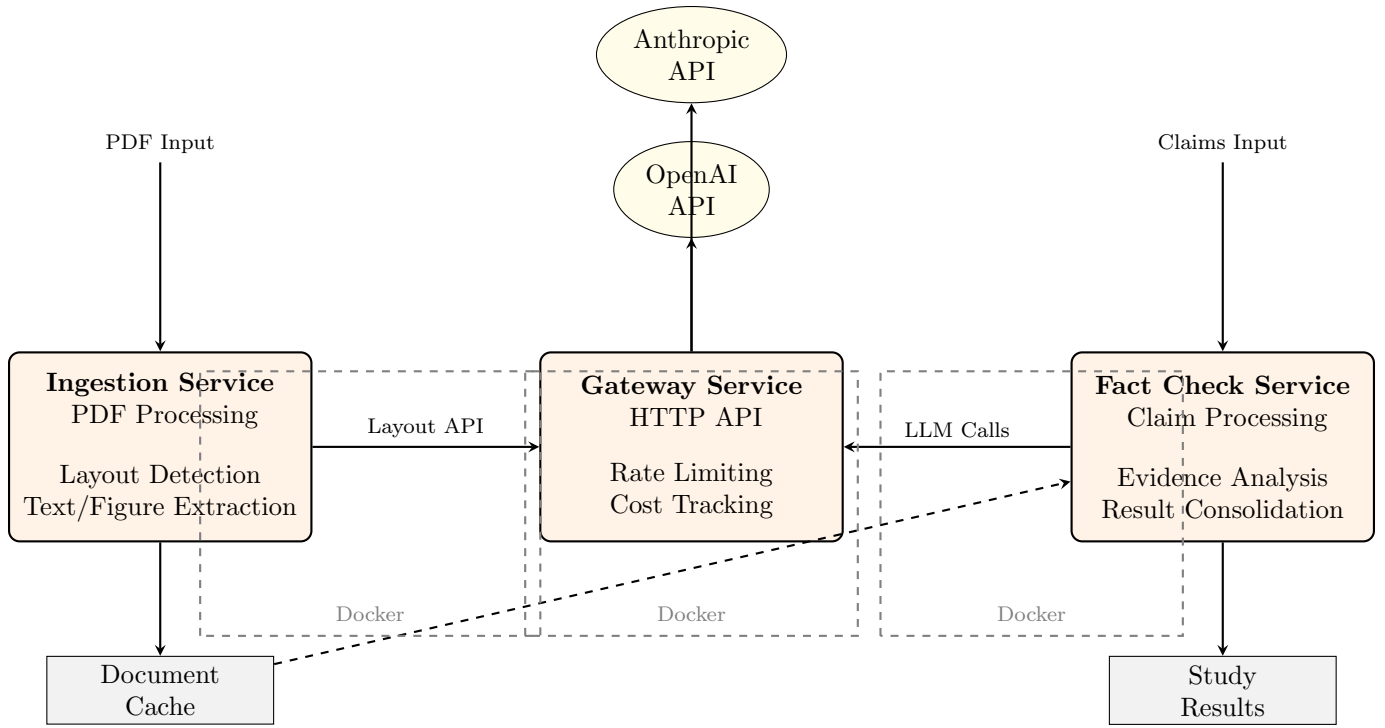 Anthropic
API
PDF Input
Claims Input
OpenAI
API
Ingestion Service
PDF Processing
Layout Detection
Text/Figure Extraction
Layout API
Gateway Service
HTTP API
Rate Limiting
Cost Tracking
LLM Calls
Fact Check Service
Claim Processing
Evidence Analysis
Result Consolidation
Docker
Docker
Docker
Document
Cache
Study
Results